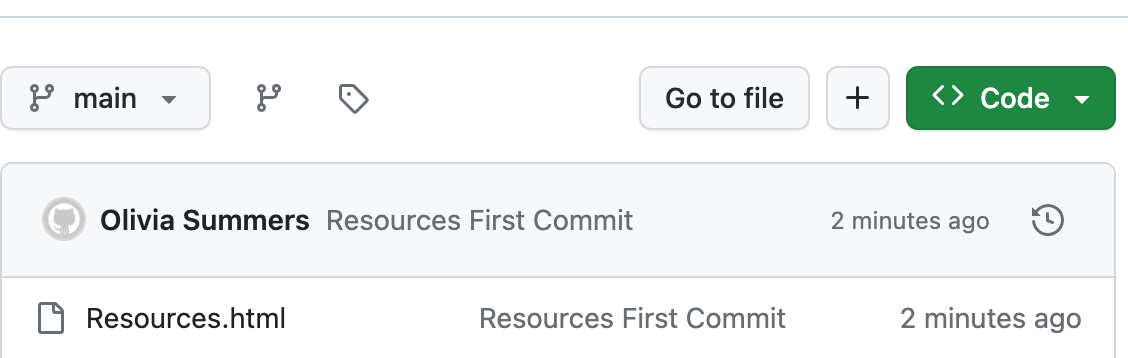 main Go to file Code
Olivia Summers Resources First Commit 2 minutes ago
Resources.html Resources First Commit 2 minutes ago